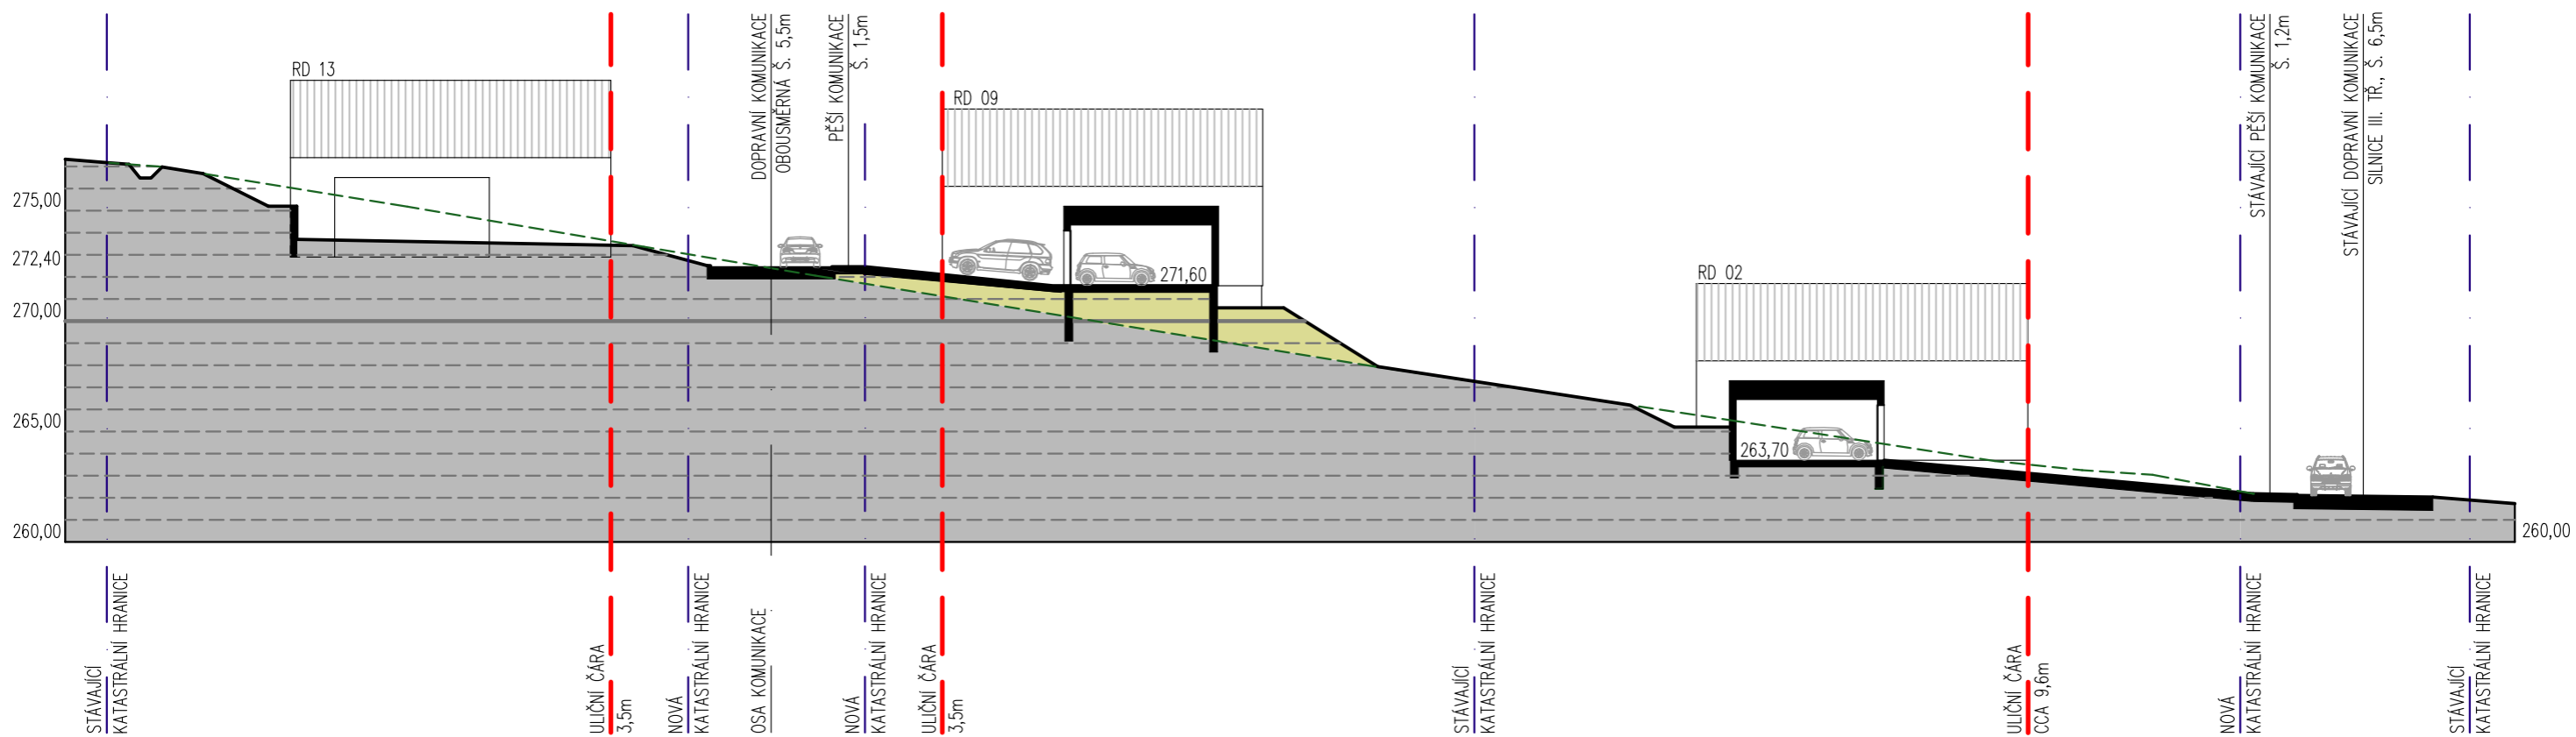 RD 13
DOPRAVNÍ KOMUNIKACE
OBOUSMĚRNÁ Š. 5,5m
PĚŠÍ KOMUNIKACE
Š. 1,5m
RD 09
STÁVAJÍCÍ PĚŠÍ KOMUNIKACE
Š. 1,2m
STÁVAJÍCÍ DOPRAVNÍ KOMUNIKACE
SILNICE III. TŘ., Š. 6,5m
275,00
272,40
271,60
RD 02
270,00
265,00
263,70
260,00
260,00
STÁVAJÍCÍ
KATASTRÁLNÍ HRANICE
ULIČNÍ ČÁRA
3,5m
NOVÁ
KATASTRÁLNÍ HRANICE
OSA KOMUNIKACE
NOVÁ
KATASTRÁLNÍ HRANICE
ULIČNÍ ČÁRA
3,5m
STÁVAJÍCÍ
KATASTRÁLNÍ HRANICE
ULIČNÍ ČÁRA
CCA 9,6m
NOVÁ
KATASTRÁLNÍ HRANICE
STÁVAJÍCÍ
KATASTRÁLNÍ HRANICE